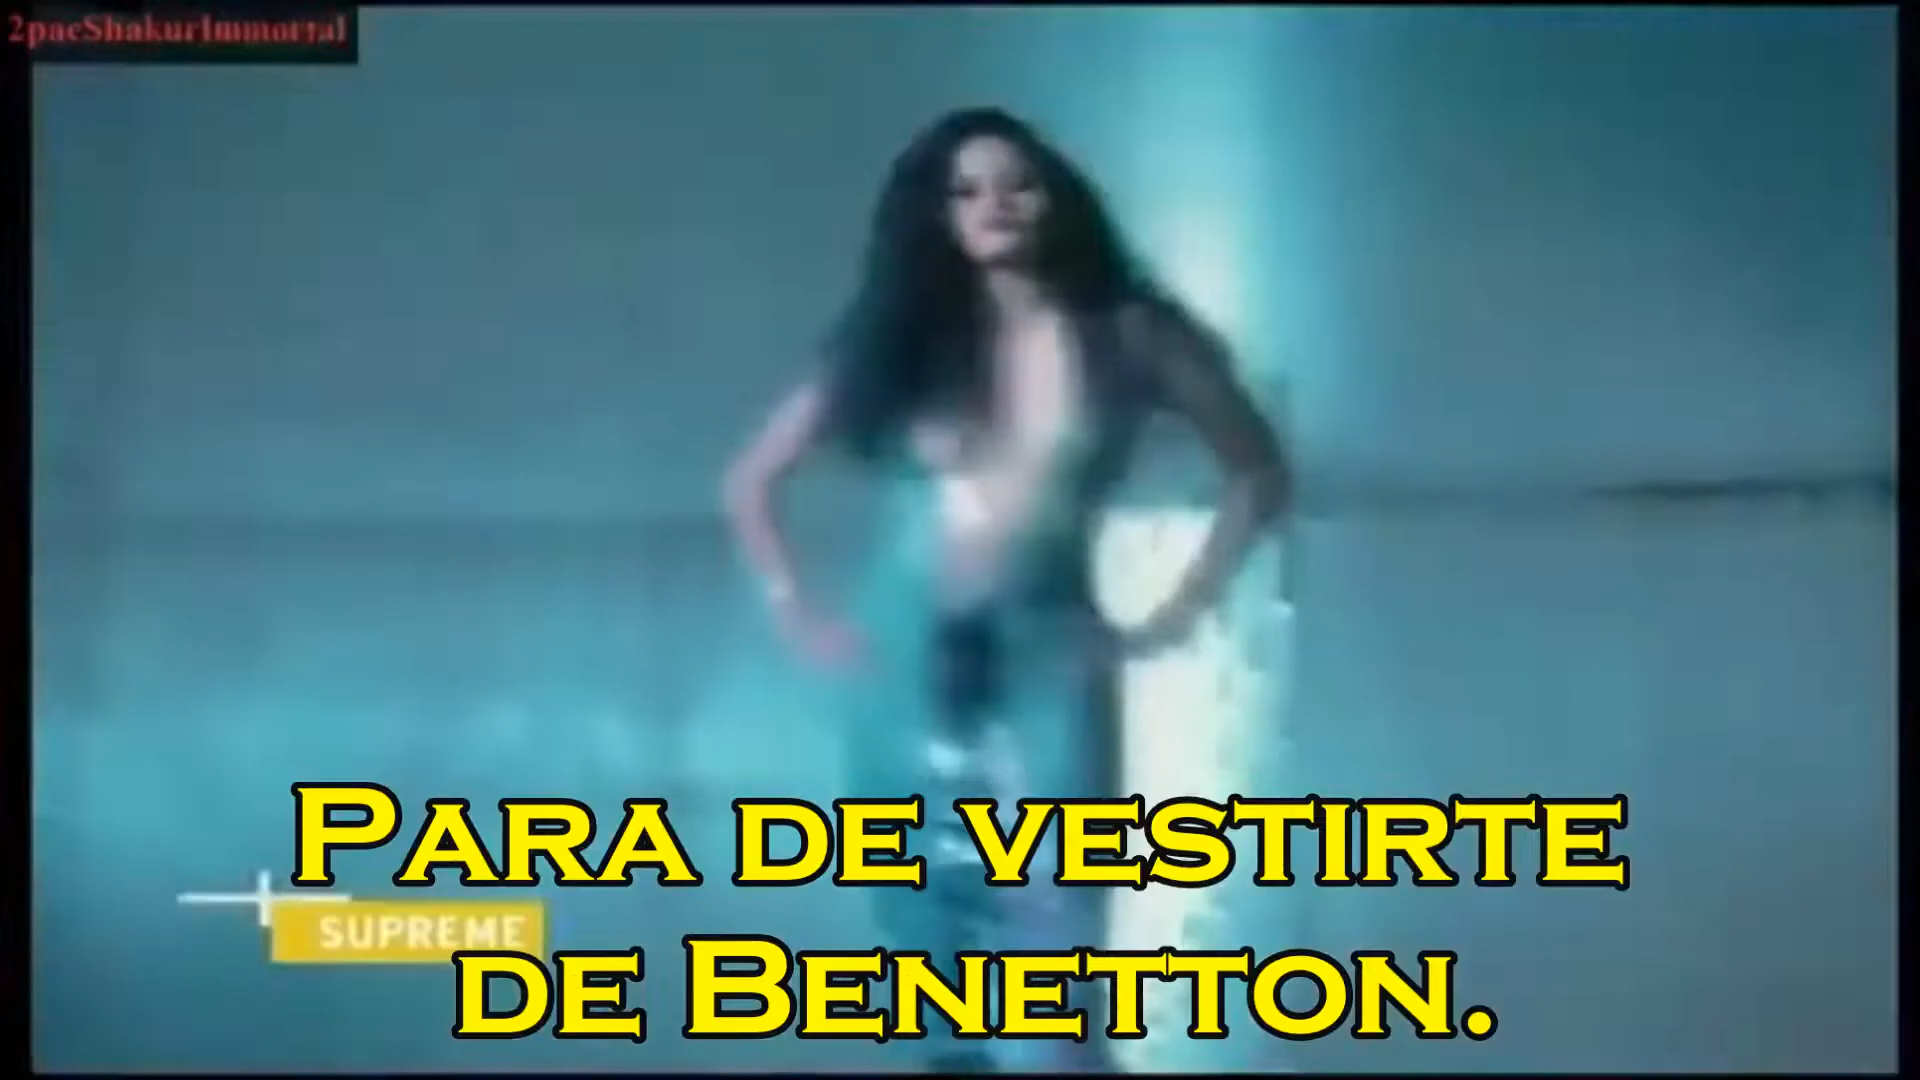 2pacShakurImmortal
PARA DE VESTIRTE
SUPREME
DE BENETTON.